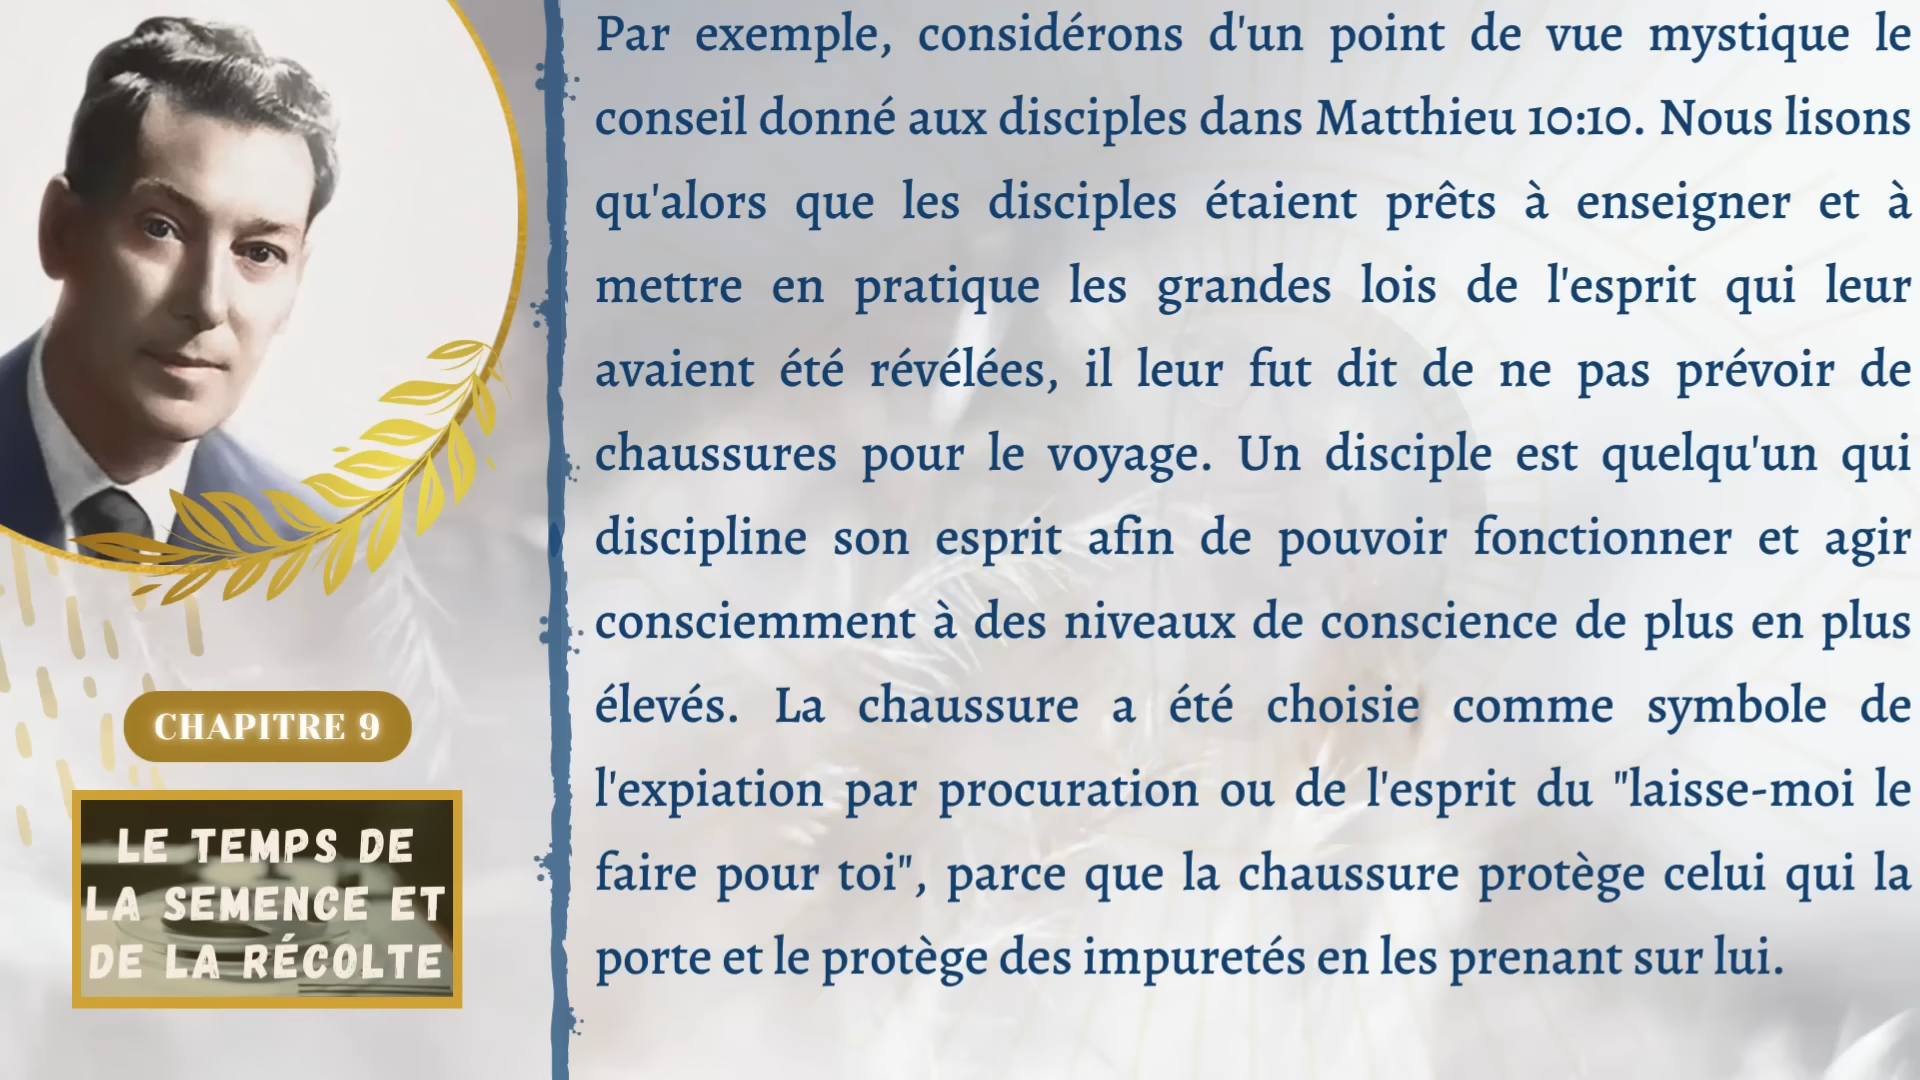 Par exemple, considérons d'un point de vue mystique le
conseil donné aux disciples dans Matthieu 10:10. Nous lisons
qu'alors que les disciples étaient prêts à enseigner et à
mettre en pratique les grandes lois de l'esprit qui leur
avaient été révélées, il leur fut dit de ne pas prévoir de
chaussures pour le voyage. Un disciple est quelqu'un qui
discipline son esprit afin de pouvoir fonctionner et agir
consciemment à des niveaux de conscience de plus en plus
élevés. La chaussure a été choisie comme symbole de
l'expiation par procuration ou de l'esprit du "laisse-moi le
faire pour toi", parce que la chaussure protège celui qui la
porte et le protège des impuretés en les prenant sur lui.
CHAPITRE 9
LE TEMPS DE
LA SEMENCE ET
DE LA RÉCOLTE